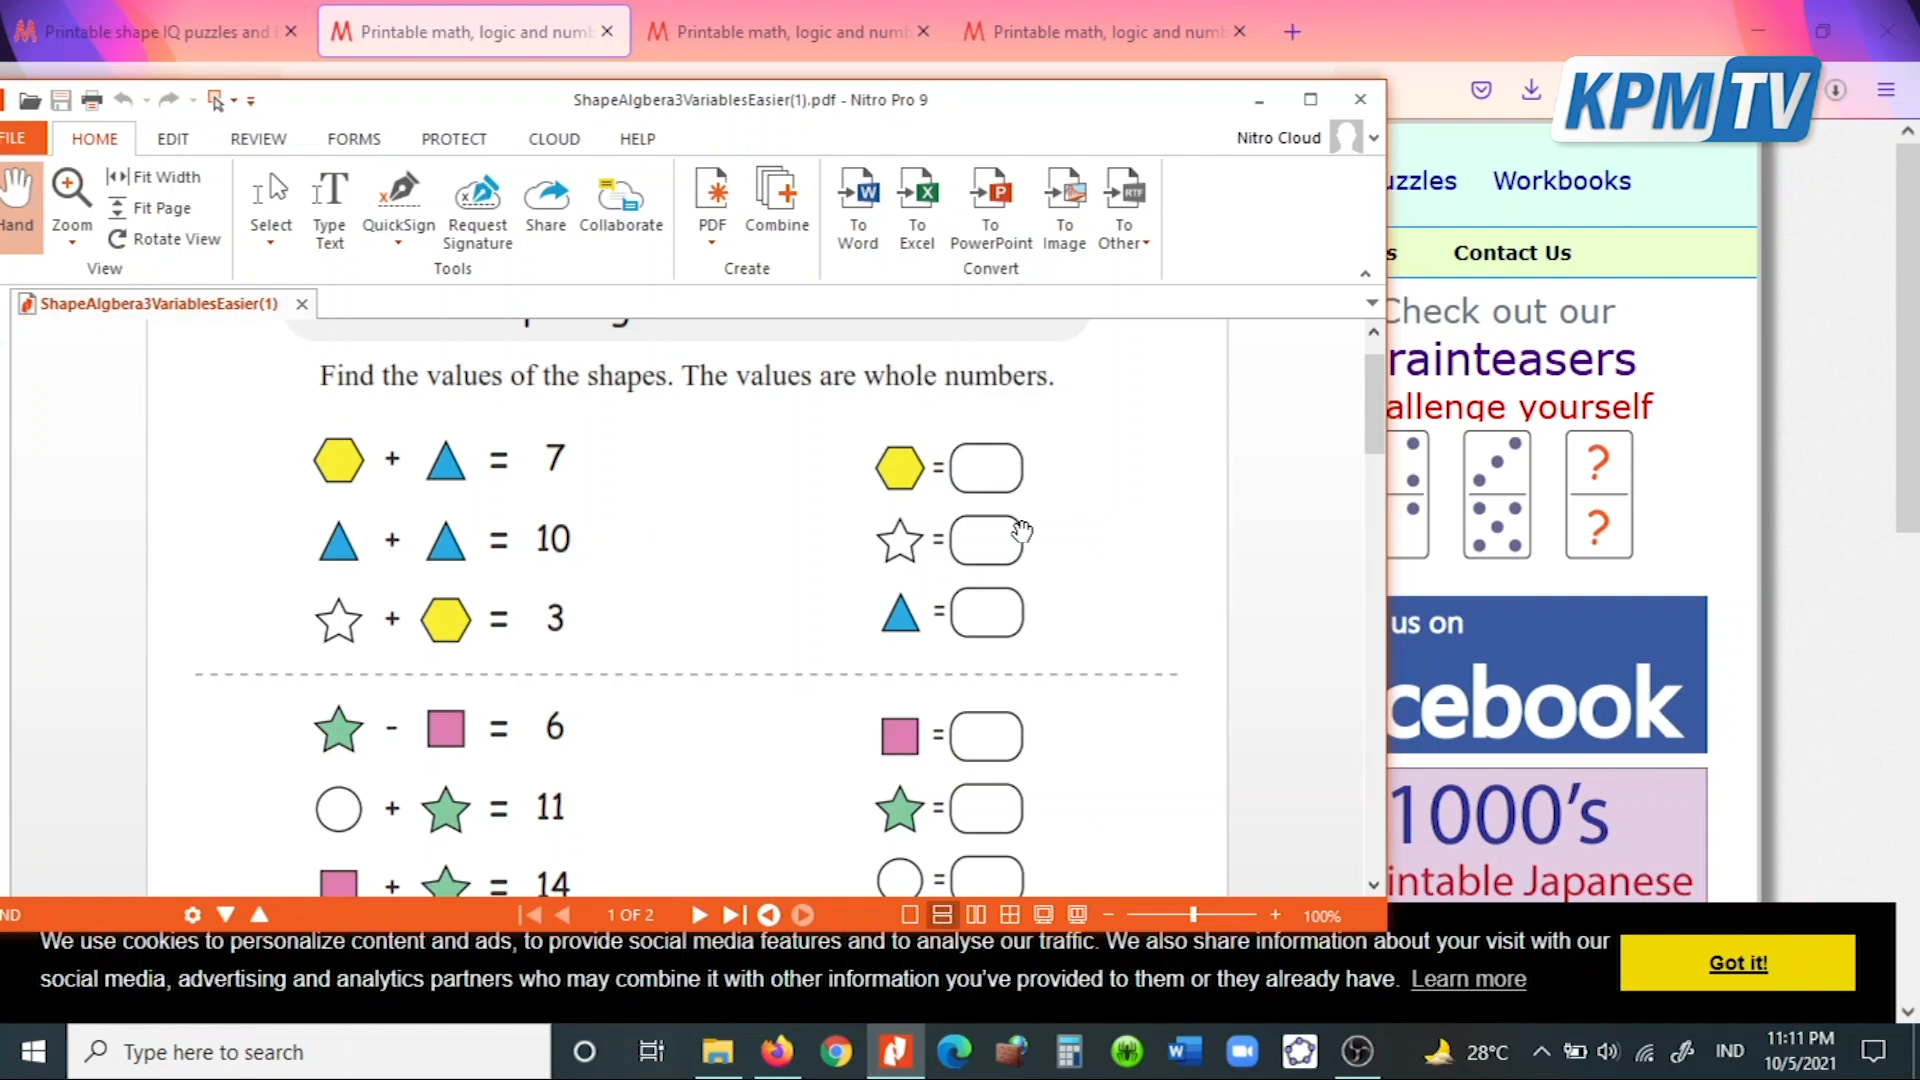 Printable shape IQ puzzles and
Printable math, logic and numb
Printable math, logic and numb
Printable math, logic and numb
KPMTV
ShapeAlgbera3VariablesEasier(1).pdf - Nitro Pro 9
FILE HOME EDIT REVIEW FORMS PROTECT CLOUD HELP
Nitro Cloud
Hand
Zoom
Fit Width
Fit Page
Rotate View
View
Select
Type Text
QuickSign
Request Signature
Share
Collaborate
Tools
PDF
Combine
Create
To Word
To Excel
To PowerPoint
To Image
To Other
Convert
ShapeAlgbera3VariablesEasier(1)
Find the values of the shapes. The values are whole numbers.
+ = 7
+ = 10
+ = 3
=
=
=
- = 6
+ = 11
+ = 14
=
=
=
ND
1 OF 2
100%
uzzles Workbooks
s Contact Us
Check out our
rainteasers
allenge yourself
? ?
us on
cebook
1000's
intable Japanese
We use cookies to personalize content and ads, to provide social media features and to analyse our traffic. We also share information about your visit with our
social media, advertising and analytics partners who may combine it with other information you've provided to them or they already have. Learn more
Got it!
Type here to search
28°C
IND
11:11 PM
10/5/2021